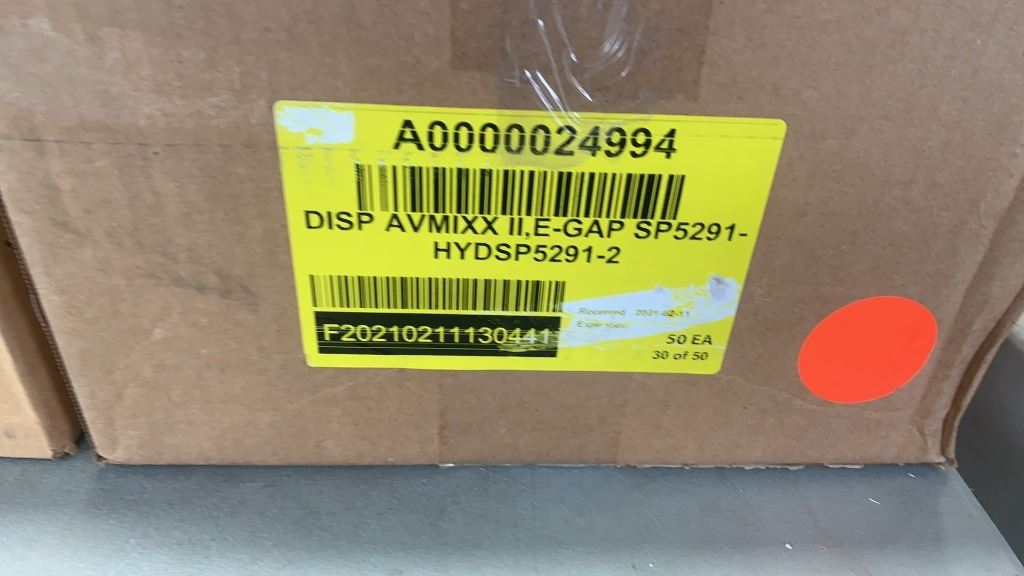 A0000024994
DISP AVMIXX II,E-GAP SP5291-
HYDSP5291-2
F20210211130441
Received 2021-02-11
Expiration
50 EA
30 of 50